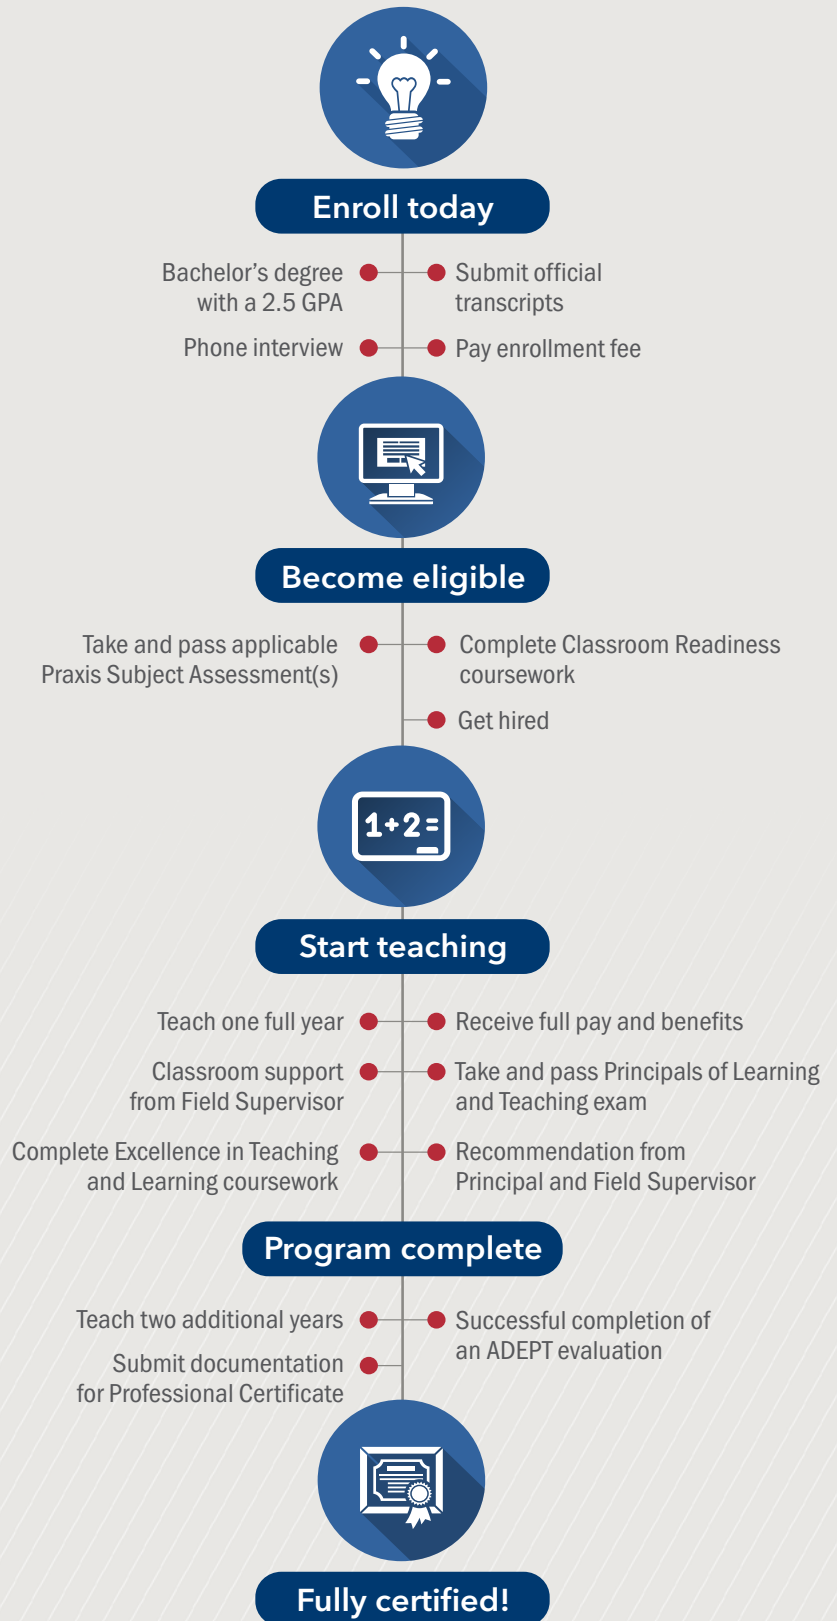 Enroll today
Bachelor's degree
with a 2.5 GPA
Submit official
transcripts
Phone interview
Pay enrollment fee
Become eligible
Take and pass applicable
Praxis Subject Assessment(s)
Complete Classroom Readiness
coursework
Get hired
1+2=
Start teaching
Teach one full year
Receive full pay and benefits
Classroom support
from Field Supervisor
Take and pass Principals of Learning
and Teaching exam
Complete Excellence in Teaching
and Learning coursework
Recommendation from
Principal and Field Supervisor
Program complete
Teach two additional years
Successful completion of
an ADEPT evaluation
Submit documentation
for Professional Certificate
Fully certified!